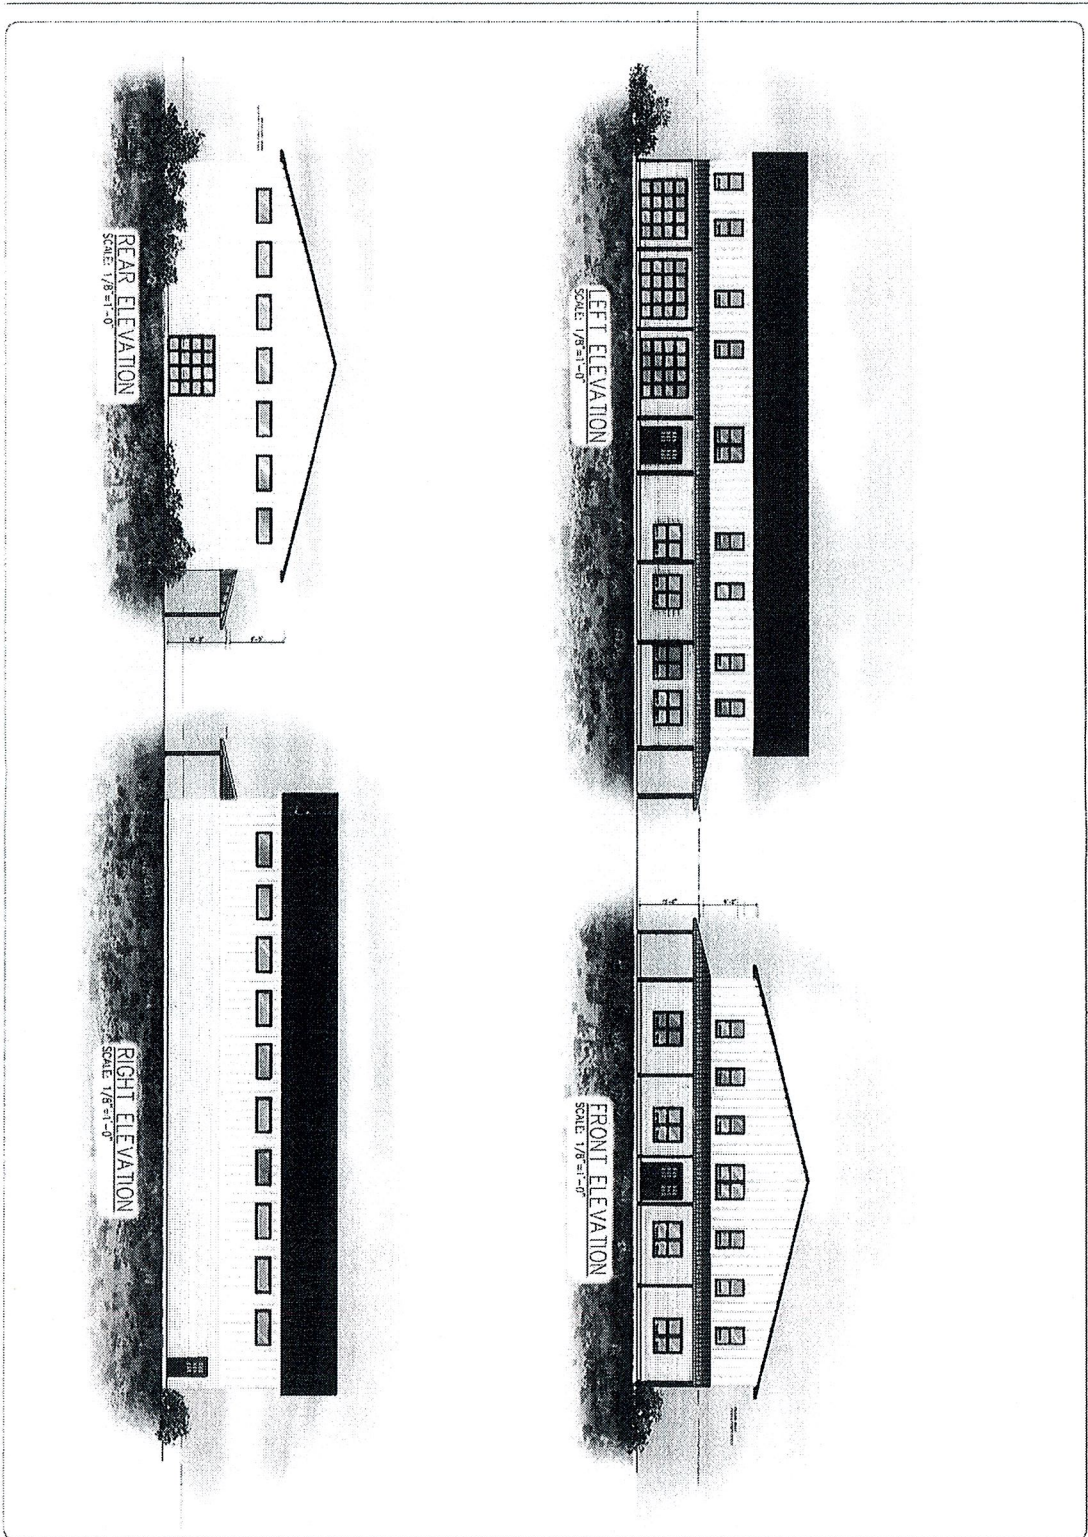 LEFT ELEVATION
SCALE: 1/8"=1'-0"
FRONT ELEVATION
SCALE: 1/8"=1'-0"
REAR ELEVATION
SCALE: 1/8"=1'-0"
RIGHT ELEVATION
SCALE: 1/8"=1'-0"